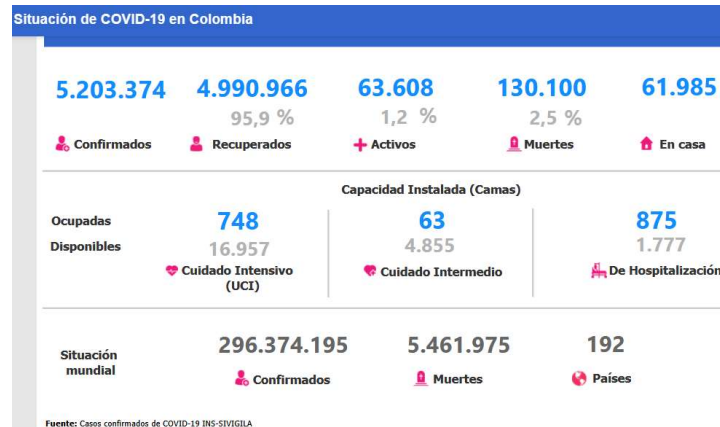 Situación de COVID-19 en Colombia
5.203.374 4.990.966 63.608 130.100 61.985
95,9 % 1,2 % 2,5 %
Confirmados Recuperados Activos Muertes En casa
Capacidad Instalada (Camas)
Ocupadas 748 63 875
Disponibles 16.957 4.855 1.777
Cuidado Intensivo Cuidado Intermedio De Hospitalización
(UCI)
Situación mundial 296.374.195 5.461.975 192
Confirmados Muertes Países
Fuente: Casos confirmados de COVID-19 INS-SIVIGILA